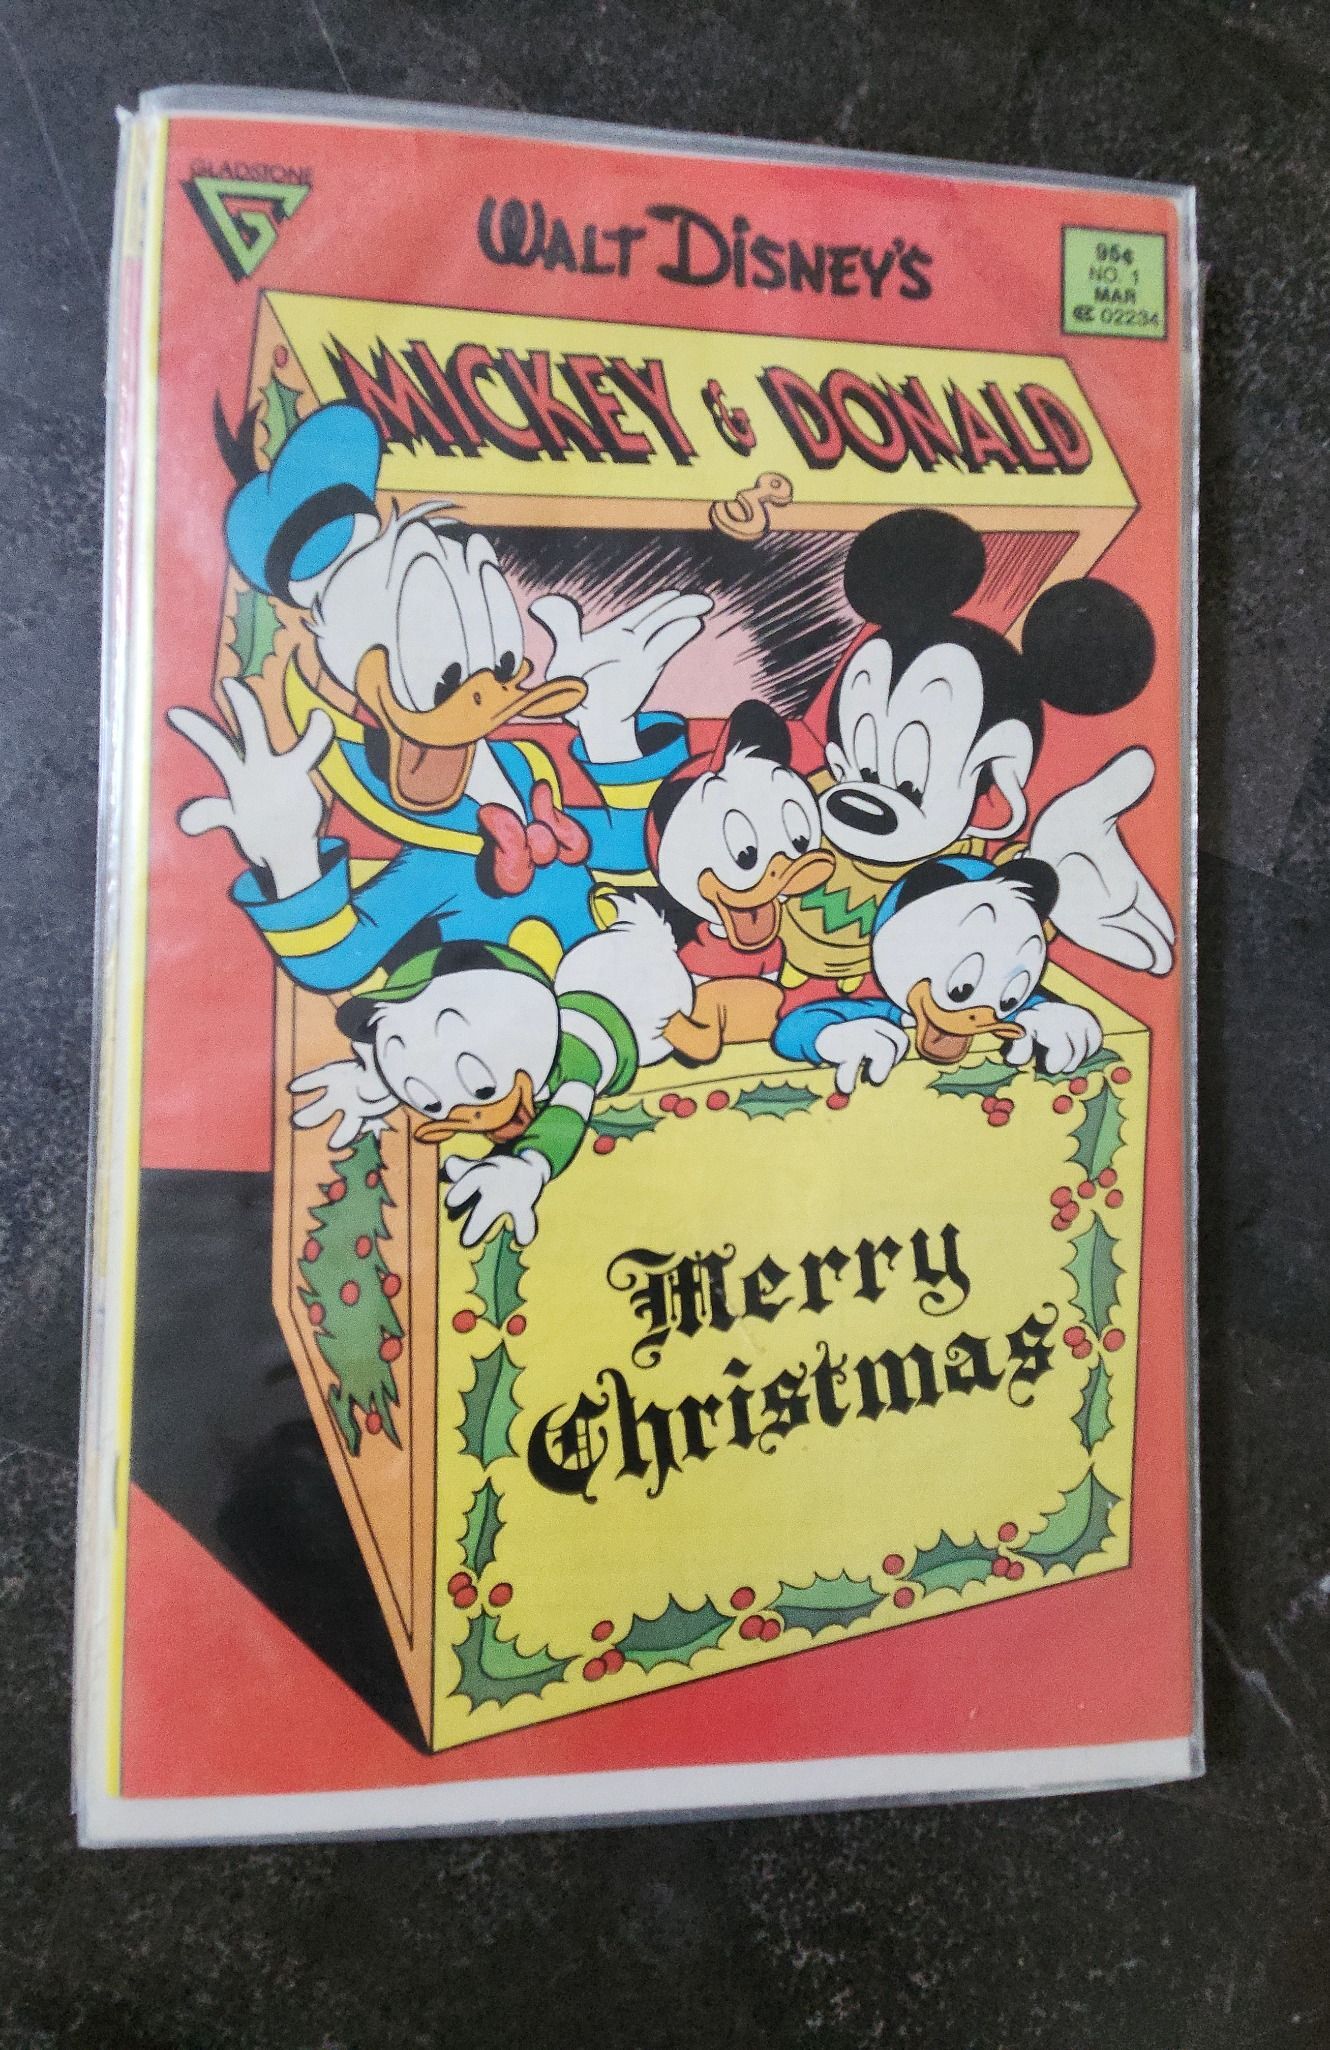 GLADSTONE
G
WALT DISNEY'S
95¢
NO. 1
MAR
02234
MICKEY & DONALD
Merry
Christmas